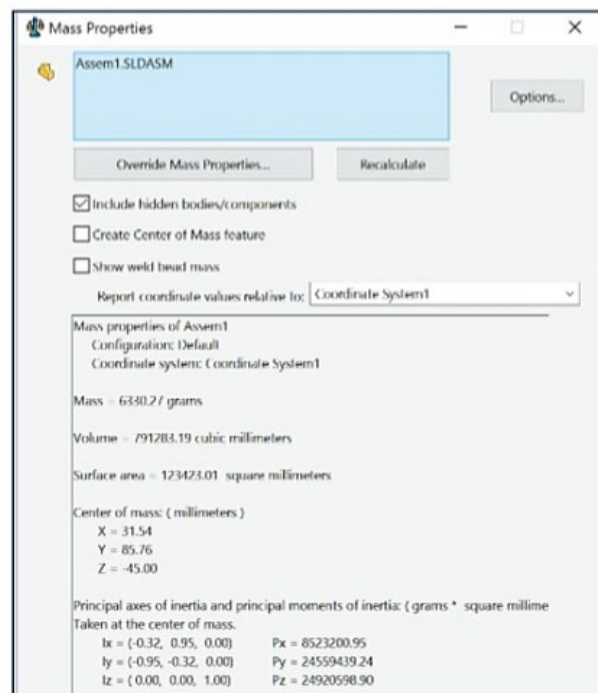 Mass Properties
Assem1.SLDASM
Options...
Override Mass Properties...
Recalculate
Include hidden bodies/components
Create Center of Mass feature
Show weld bead mass
Report coordinate values relative to: Coordinate System1
Mass properties of Assem1
Configuration: Default
Coordinate system: Coordinate System1
Mass = 6330.27 grams
Volume = 791283.19 cubic millimeters
Surface area = 123423.01 square millimeters
Center of mass: ( millimeters )
X = 31.54
Y = 85.76
Z = -45.00
Principal axes of inertia and principal moments of inertia: ( grams * square millime
Taken at the center of mass.
Ix = (-0.32, 0.95, 0.00) Px = 8523200.95
Iy = (-0.95, -0.32, 0.00) Py = 24559439.24
Iz = ( 0.00, 0.00, 1.00) Pz = 24920598.90